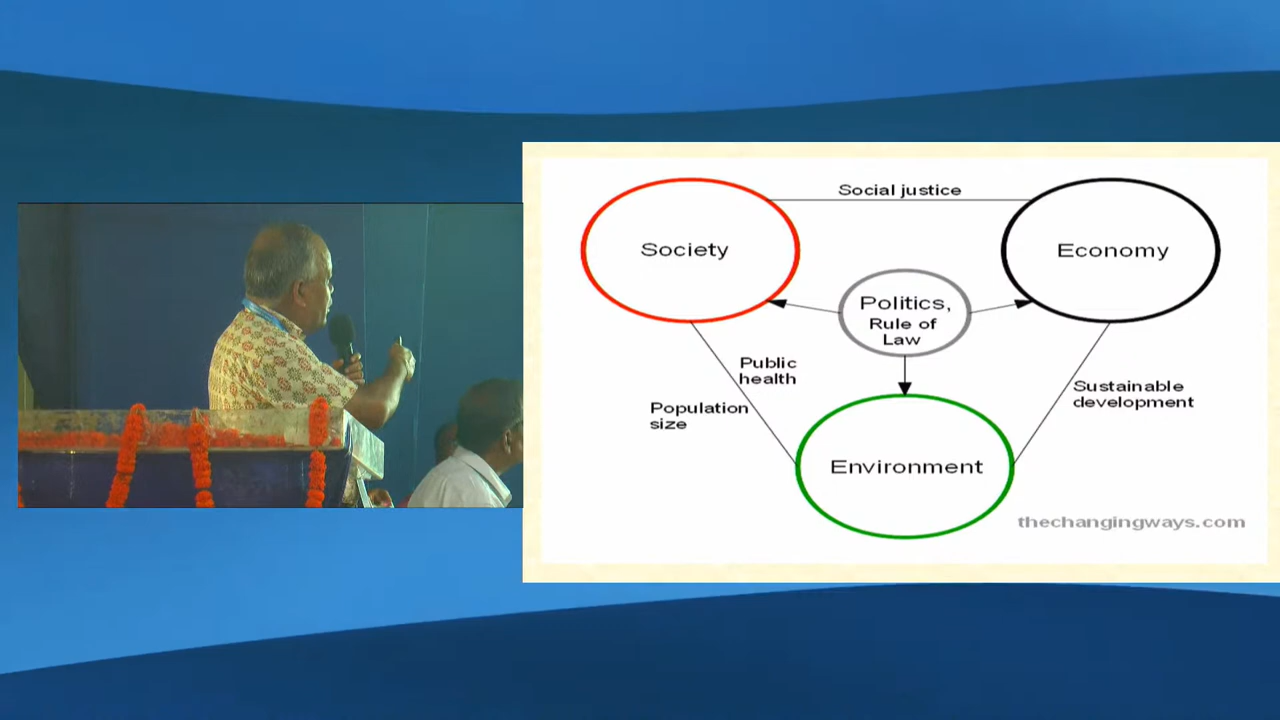 Social justice
Society
Economy
Politics,
Rule of
Law
Public
health
Population
size
Sustainable
development
Environment
thechangingways.com